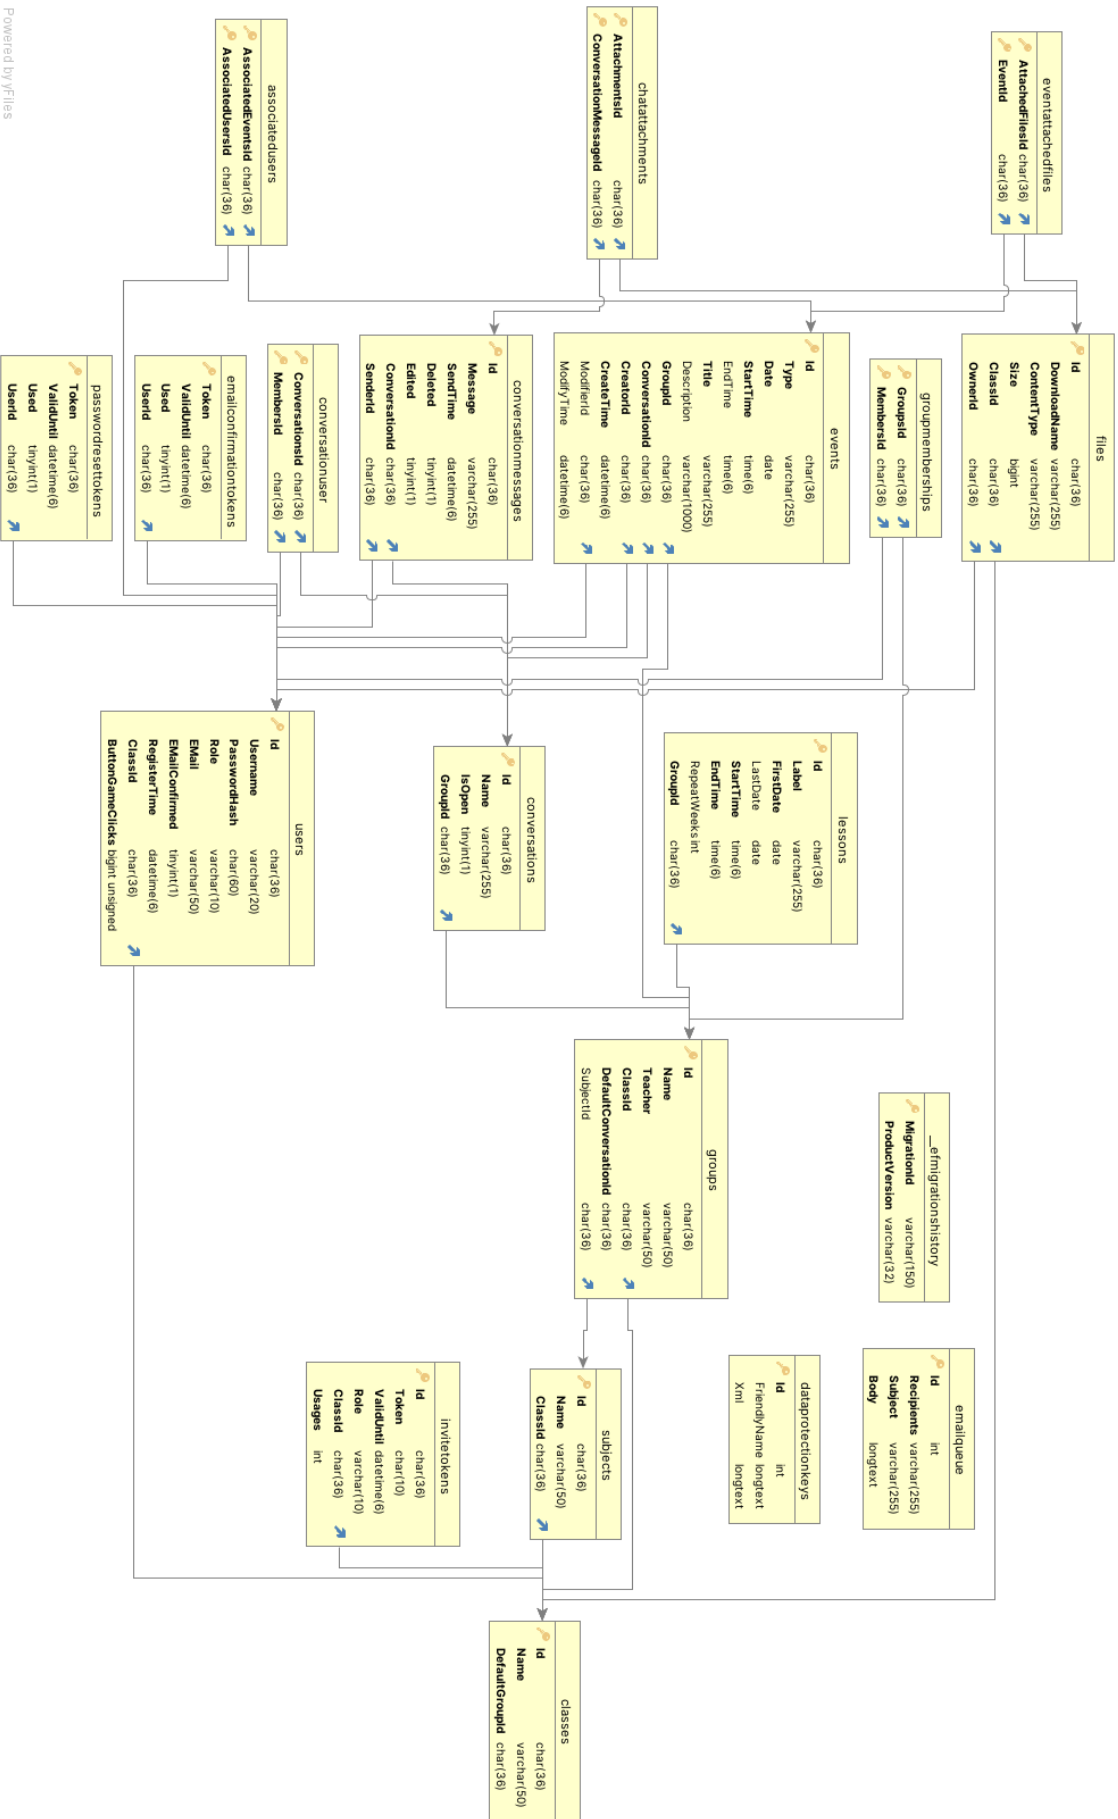 eventattachedfiles
AttachedFilesId char(36)
EventId char(36)
chatattachments
AttachmentsId char(36)
ConversationMessageId char(36)
associatedusers
AssociatedEventsId char(36)
AssociatedUsersId char(36)
files
Id char(36)
DownloadName varchar(255)
ContentType varchar(255)
Size bigint
ClassId char(36)
OwnerId char(36)
groupmemberships
GroupsId char(36)
MembersId char(36)
events
Id char(36)
Type varchar(255)
Date date
StartTime time(6)
EndTime time(6)
Title varchar(255)
Description varchar(1000)
GroupId char(36)
ConversationId char(36)
CreatorId char(36)
CreateTime datetime(6)
ModifierId char(36)
ModifyTime datetime(6)
conversationmessages
Id char(36)
Message varchar(255)
SendTime datetime(6)
Deleted tinyint(1)
Edited tinyint(1)
ConversationId char(36)
SenderId char(36)
conversationuser
ConversationsId char(36)
MembersId char(36)
emailconfirmationtokens
Token char(36)
ValidUntil datetime(6)
Used tinyint(1)
UserId char(36)
passwordresettokens
Token char(36)
ValidUntil datetime(6)
Used tinyint(1)
UserId char(36)
lessons
Id char(36)
Label varchar(255)
FirstDate date
LastDate date
StartTime time(6)
EndTime time(6)
RepeatWeeks int
GroupId char(36)
conversations
Id char(36)
Name varchar(255)
IsOpen tinyint(1)
GroupId char(36)
users
Id char(36)
Username varchar(20)
PasswordHash char(60)
Role varchar(10)
EMail varchar(50)
EMailConfirmed tinyint(1)
RegisterTime datetime(6)
ClassId char(36)
ButtonGameClicks bigint unsigned
__efmigrationshistory
MigrationId varchar(150)
ProductVersion varchar(32)
groups
Id char(36)
Name varchar(50)
Teacher varchar(50)
ClassId char(36)
DefaultConversationId char(36)
SubjectId char(36)
emailqueue
Id int
Recipients varchar(255)
Subject varchar(255)
Body longtext
dataprotectionkeys
Id int
FriendlyName longtext
Xml longtext
subjects
Id char(36)
Name varchar(50)
ClassId char(36)
invitetokens
Id char(36)
Token char(10)
ValidUntil datetime(6)
Role varchar(10)
ClassId char(36)
Usages int
classes
Id char(36)
Name varchar(50)
DefaultGroupId char(36)
Powered by yFiles